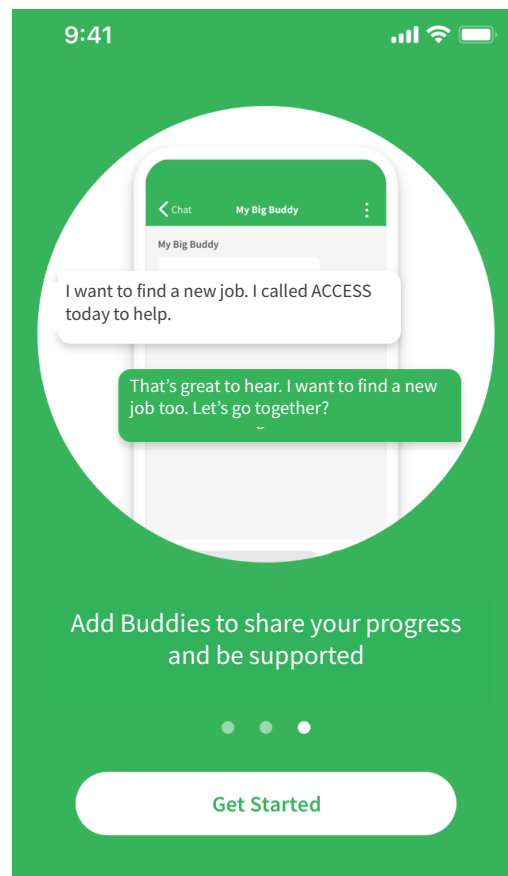 9:41
Chat My Big Buddy
My Big Buddy
I want to find a new job. I called ACCESS
today to help.
That's great to hear. I want to find a new
job too. Let's go together?
Add Buddies to share your progress
and be supported
Get Started